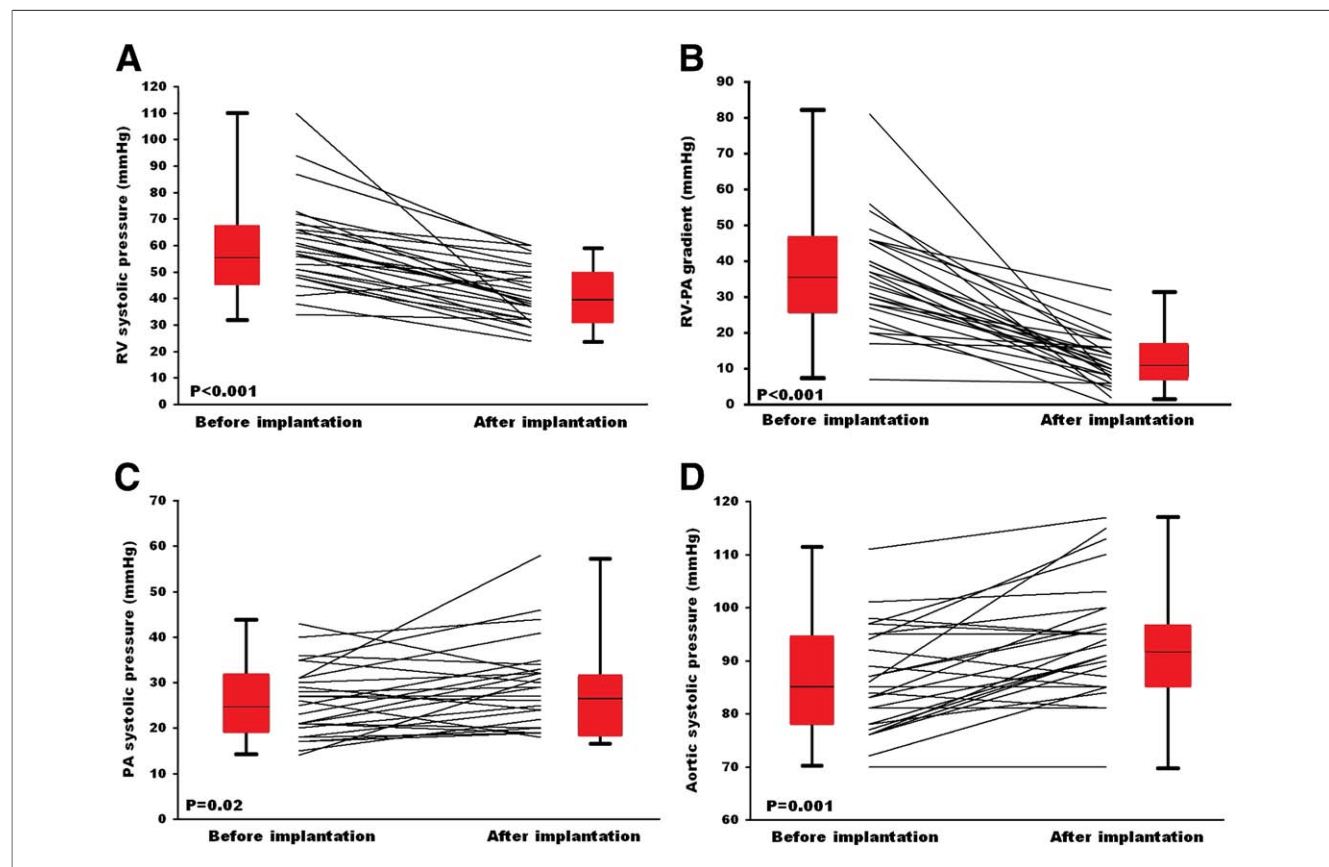 A
RV systolic pressure (mmHg)
120
110
100
90
80
70
60
50
40
30
20
10
0
P<0.001
Before implantation
After implantation
B
RV-PA gradient (mmHg)
90
80
70
60
50
40
30
20
10
0
P<0.001
Before implantation
After implantation
C
PA systolic pressure (mmHg)
70
60
50
40
30
20
10
0
P=0.02
Before implantation
After implantation
D
Aortic systolic pressure (mmHg)
120
110
100
90
80
70
60
P=0.001
Before implantation
After implantation